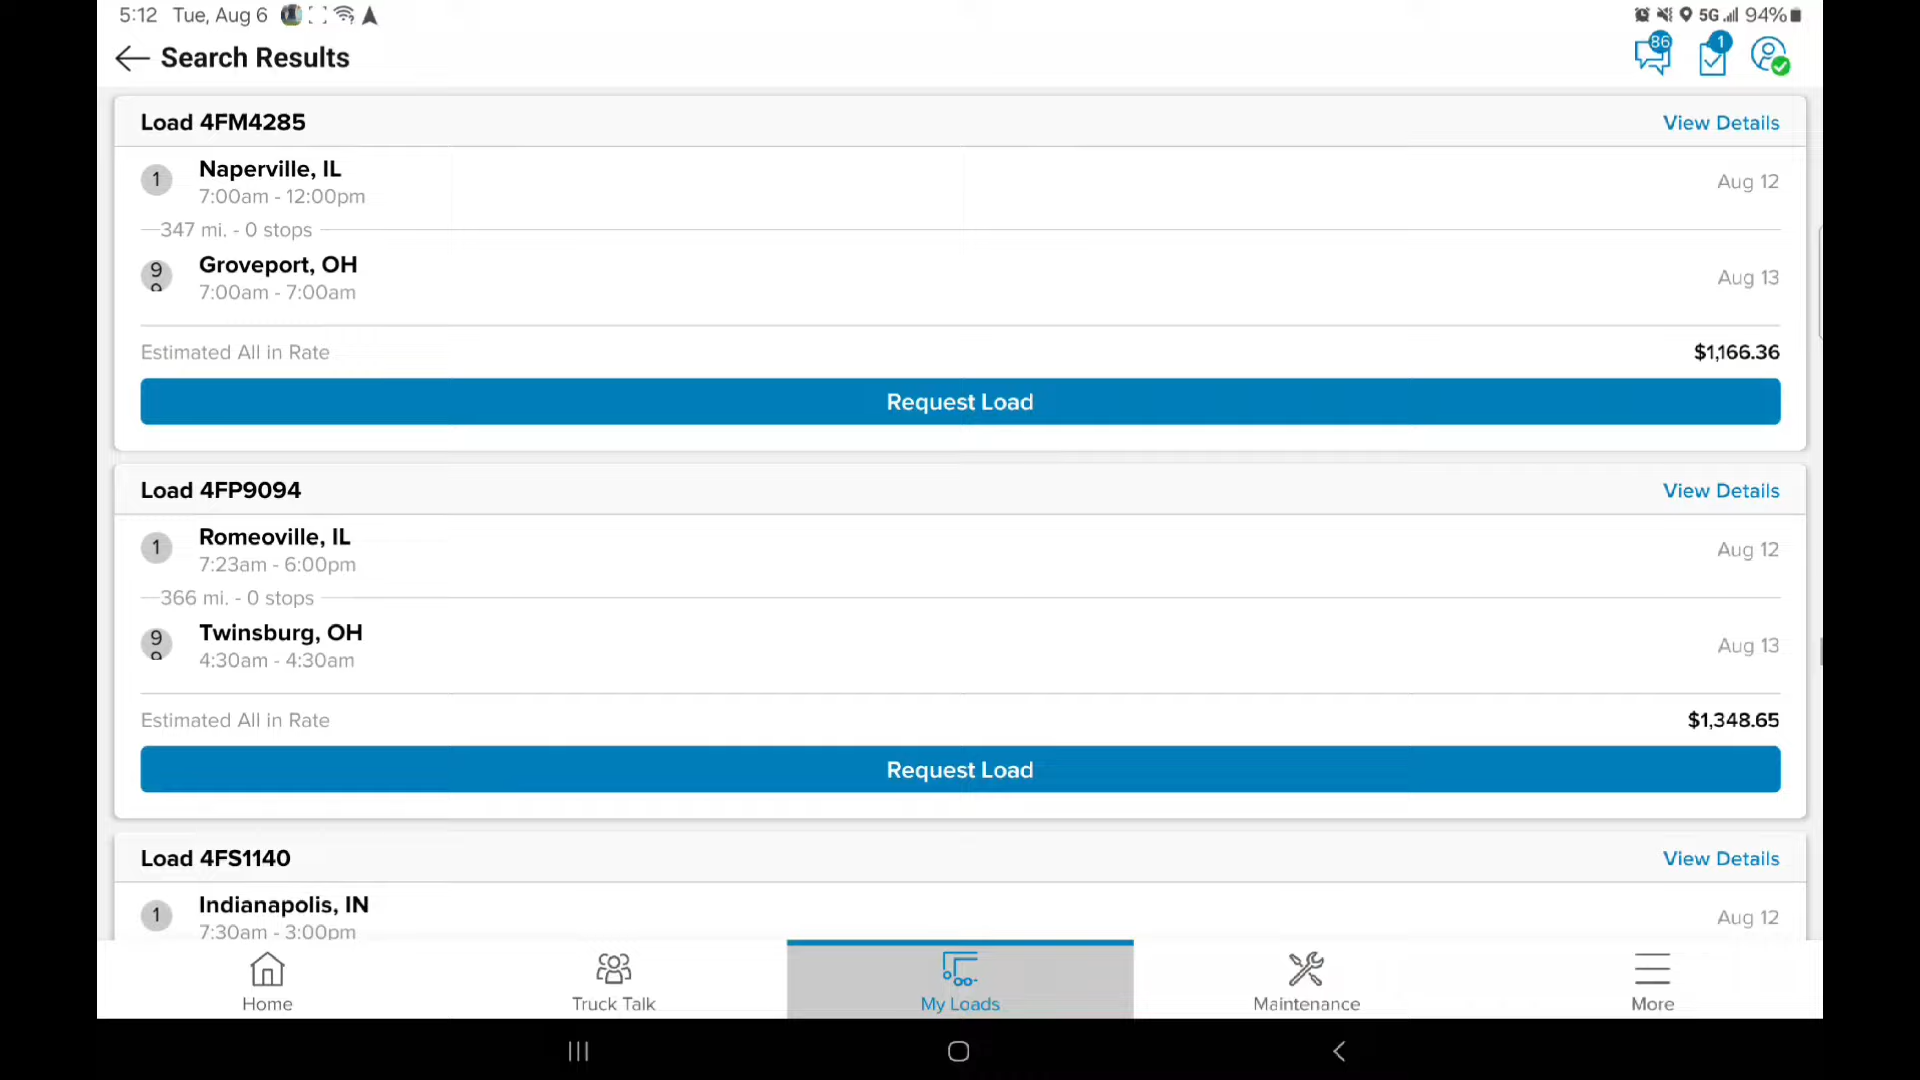 5:12 Tue, Aug 6
5G 94%
Search Results
86
1
Load 4FM4285
View Details
1
Naperville, IL
7:00am - 12:00pm
Aug 12
347 mi. - 0 stops
99
Groveport, OH
7:00am - 7:00am
Aug 13
Estimated All in Rate
$1,166.36
Request Load
Load 4FP9094
View Details
1
Romeoville, IL
7:23am - 6:00pm
Aug 12
366 mi. - 0 stops
99
Twinsburg, OH
4:30am - 4:30am
Aug 13
Estimated All in Rate
$1,348.65
Request Load
Load 4FS1140
View Details
1
Indianapolis, IN
7:30am - 3:00pm
Aug 12
Home
Truck Talk
My Loads
Maintenance
More